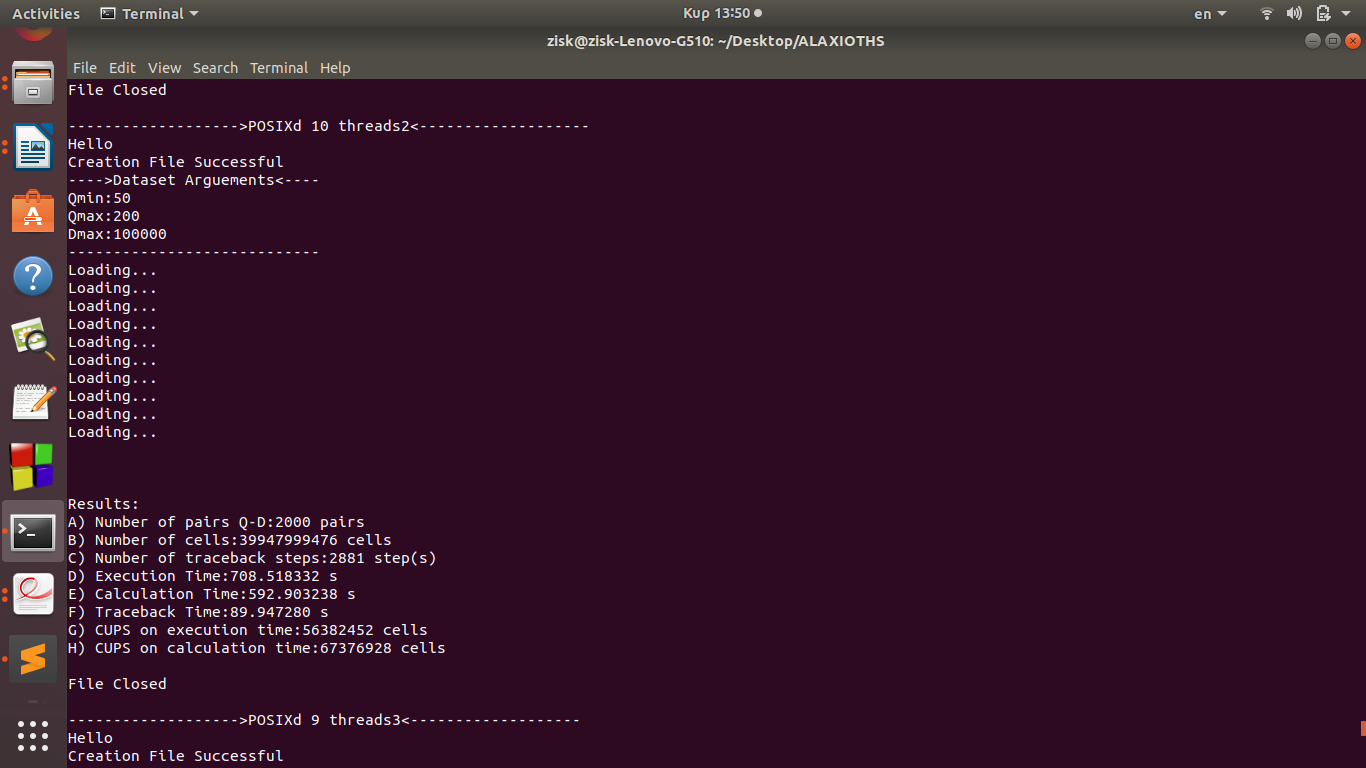 Activities Terminal Κυρ 13:50 en
zisk@zisk-Lenovo-G510: ~/Desktop/ALAXIOTHS
File Edit View Search Terminal Help
File Closed
------------------->POSIXd 10 threads2<-------------------
Hello
Creation File Successful
---->Dataset Arguements<----
Qmin:50
Qmax:200
Dmax:100000
----------------------------
Loading...
Loading...
Loading...
Loading...
Loading...
Loading...
Loading...
Loading...
Loading...
Loading...
Results:
A) Number of pairs Q-D:2000 pairs
B) Number of cells:39947999476 cells
C) Number of traceback steps:2881 step(s)
D) Execution Time:708.518332 s
E) Calculation Time:592.903238 s
F) Traceback Time:89.947280 s
G) CUPS on execution time:56382452 cells
H) CUPS on calculation time:67376928 cells
File Closed
------------------->POSIXd 9 threads3<-------------------
Hello
Creation File Successful